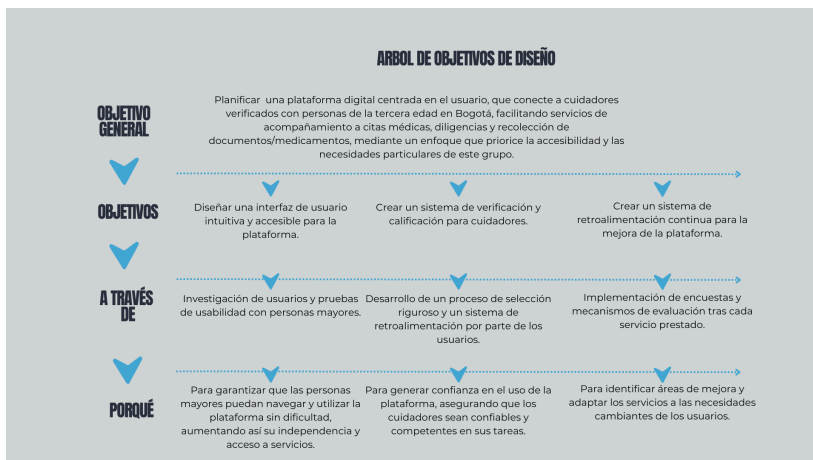 ARBOL DE OBJETIVOS DE DISEÑO
OBJETIVO
GENERAL
Planificar una plataforma digital centrada en el usuario, que conecte a cuidadores
verificados con personas de la tercera edad en Bogotá, facilitando servicios de
acompañamiento a citas médicas, diligencias y recolección de
documentos/medicamentos, mediante un enfoque que priorice la accesibilidad y las
necesidades particulares de este grupo.
OBJETIVOS
Diseñar una interfaz de usuario
intuitiva y accesible para la
plataforma.
Crear un sistema de verificación y
calificación para cuidadores.
Crear un sistema de
retroalimentación continua para la
mejora de la plataforma.
A TRAVÉS
DE
Investigación de usuarios y pruebas
de usabilidad con personas mayores.
Desarrollo de un proceso de selección
riguroso y un sistema de
retroalimentación por parte de los
usuarios.
Implementación de encuestas y
mecanismos de evaluación tras cada
servicio prestado.
PORQUÉ
Para garantizar que las personas
mayores puedan navegar y utilizar la
plataforma sin dificultad,
aumentando así su independencia y
acceso a servicios.
Para generar confianza en el uso de la
plataforma, asegurando que los
cuidadores sean confiables y
competentes en sus tareas.
Para identificar áreas de mejora y
adaptar los servicios a las necesidades
cambiantes de los usuarios.